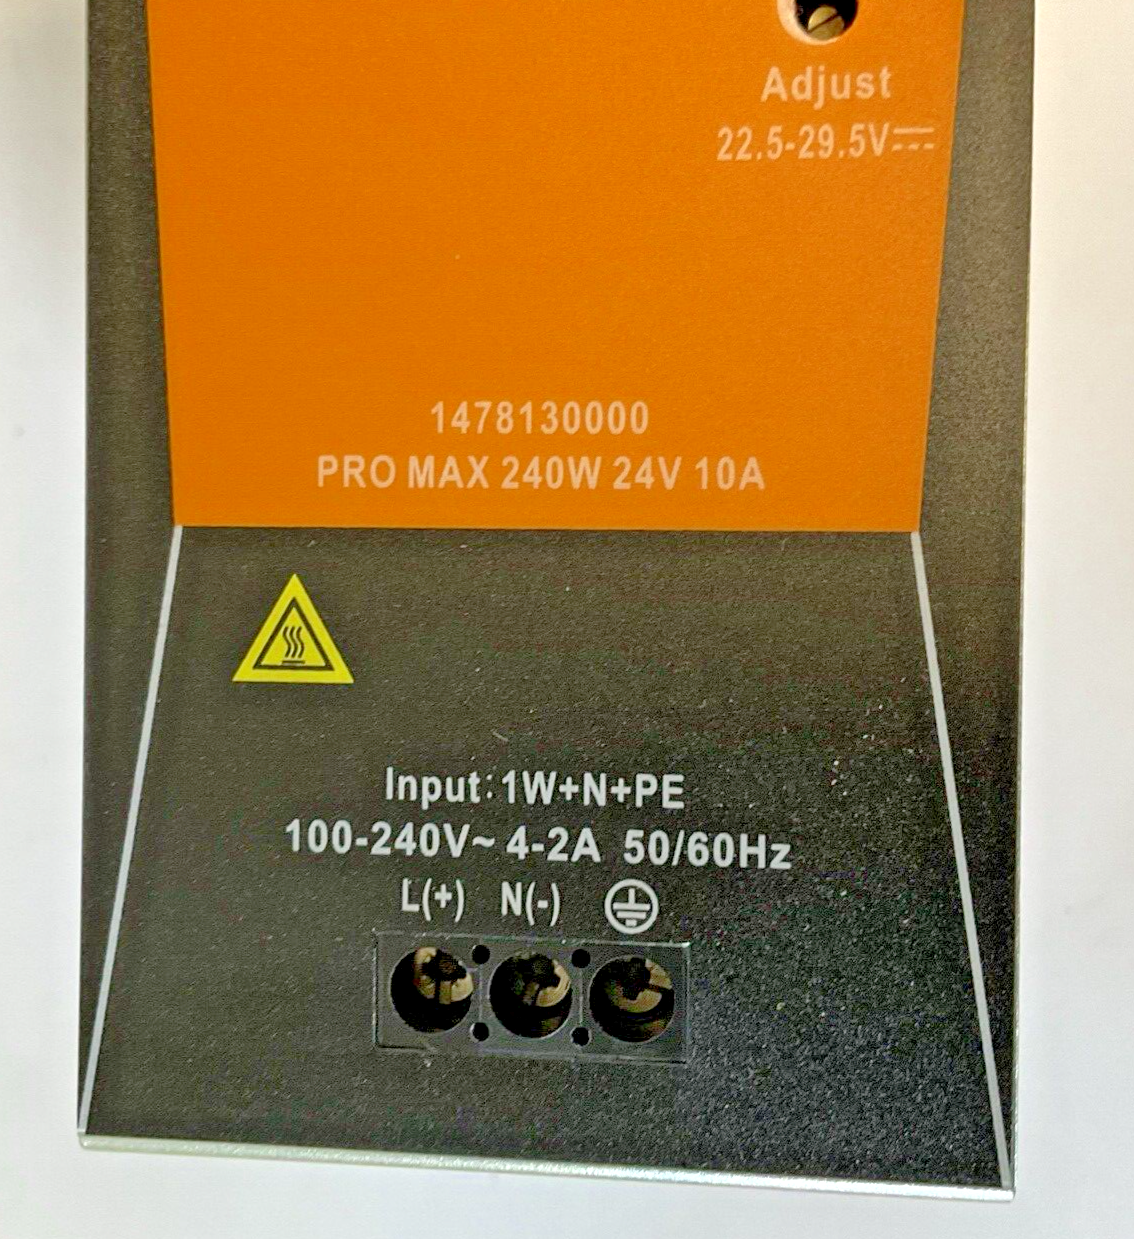 Adjust
22.5-29.5V⎓
1478130000
PRO MAX 240W 24V 10A
Input:1W+N+PE
100-240V~ 4-2A 50/60Hz
L(+) N(-)